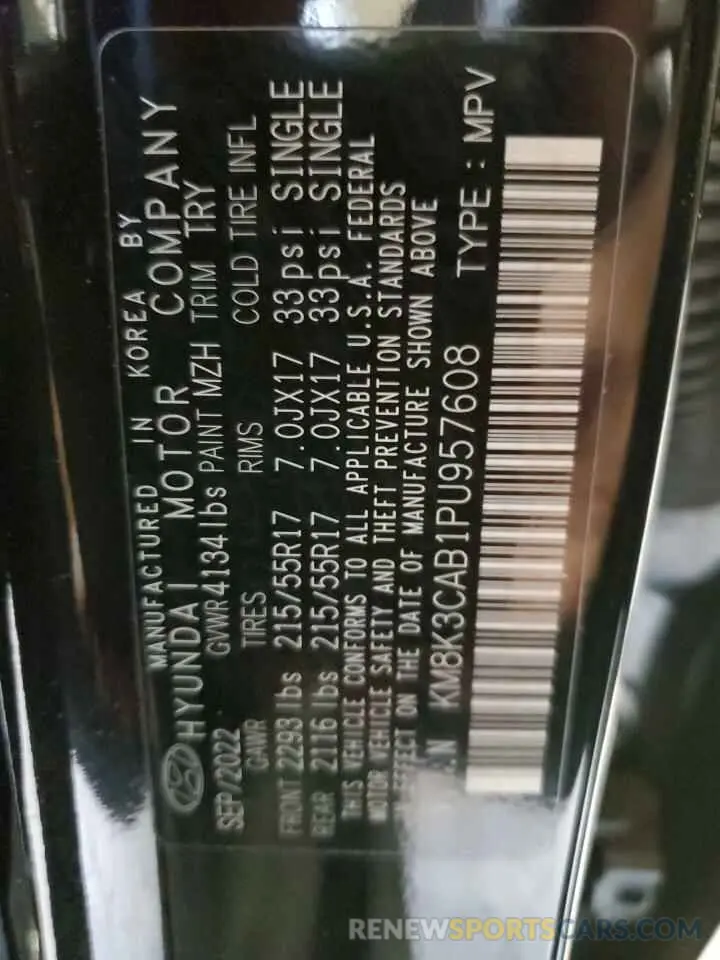 MANUFACTURED IN KOREA BY
HYUNDAI MOTOR COMPANY
SEP/2022 GVWR 4134lbs PAINT MZH TRIM TRY
GAWR TIRES RIMS COLD TIRE INFL
FRONT 2293 lbs 215/55R17 7.0JX17 33psi SINGLE
REAR 2116 lbs 215/55R17 7.0JX17 33psi SINGLE
THIS VEHICLE CONFORMS TO ALL APPLICABLE U.S.A. FEDERAL
MOTOR VEHICLE SAFETY AND THEFT PREVENTION STANDARDS
IN EFFECT ON THE DATE OF MANUFACTURE SHOWN ABOVE
KM8K3CAB1PU957608 TYPE : MPV
RENEWSPORTSCARS.COM